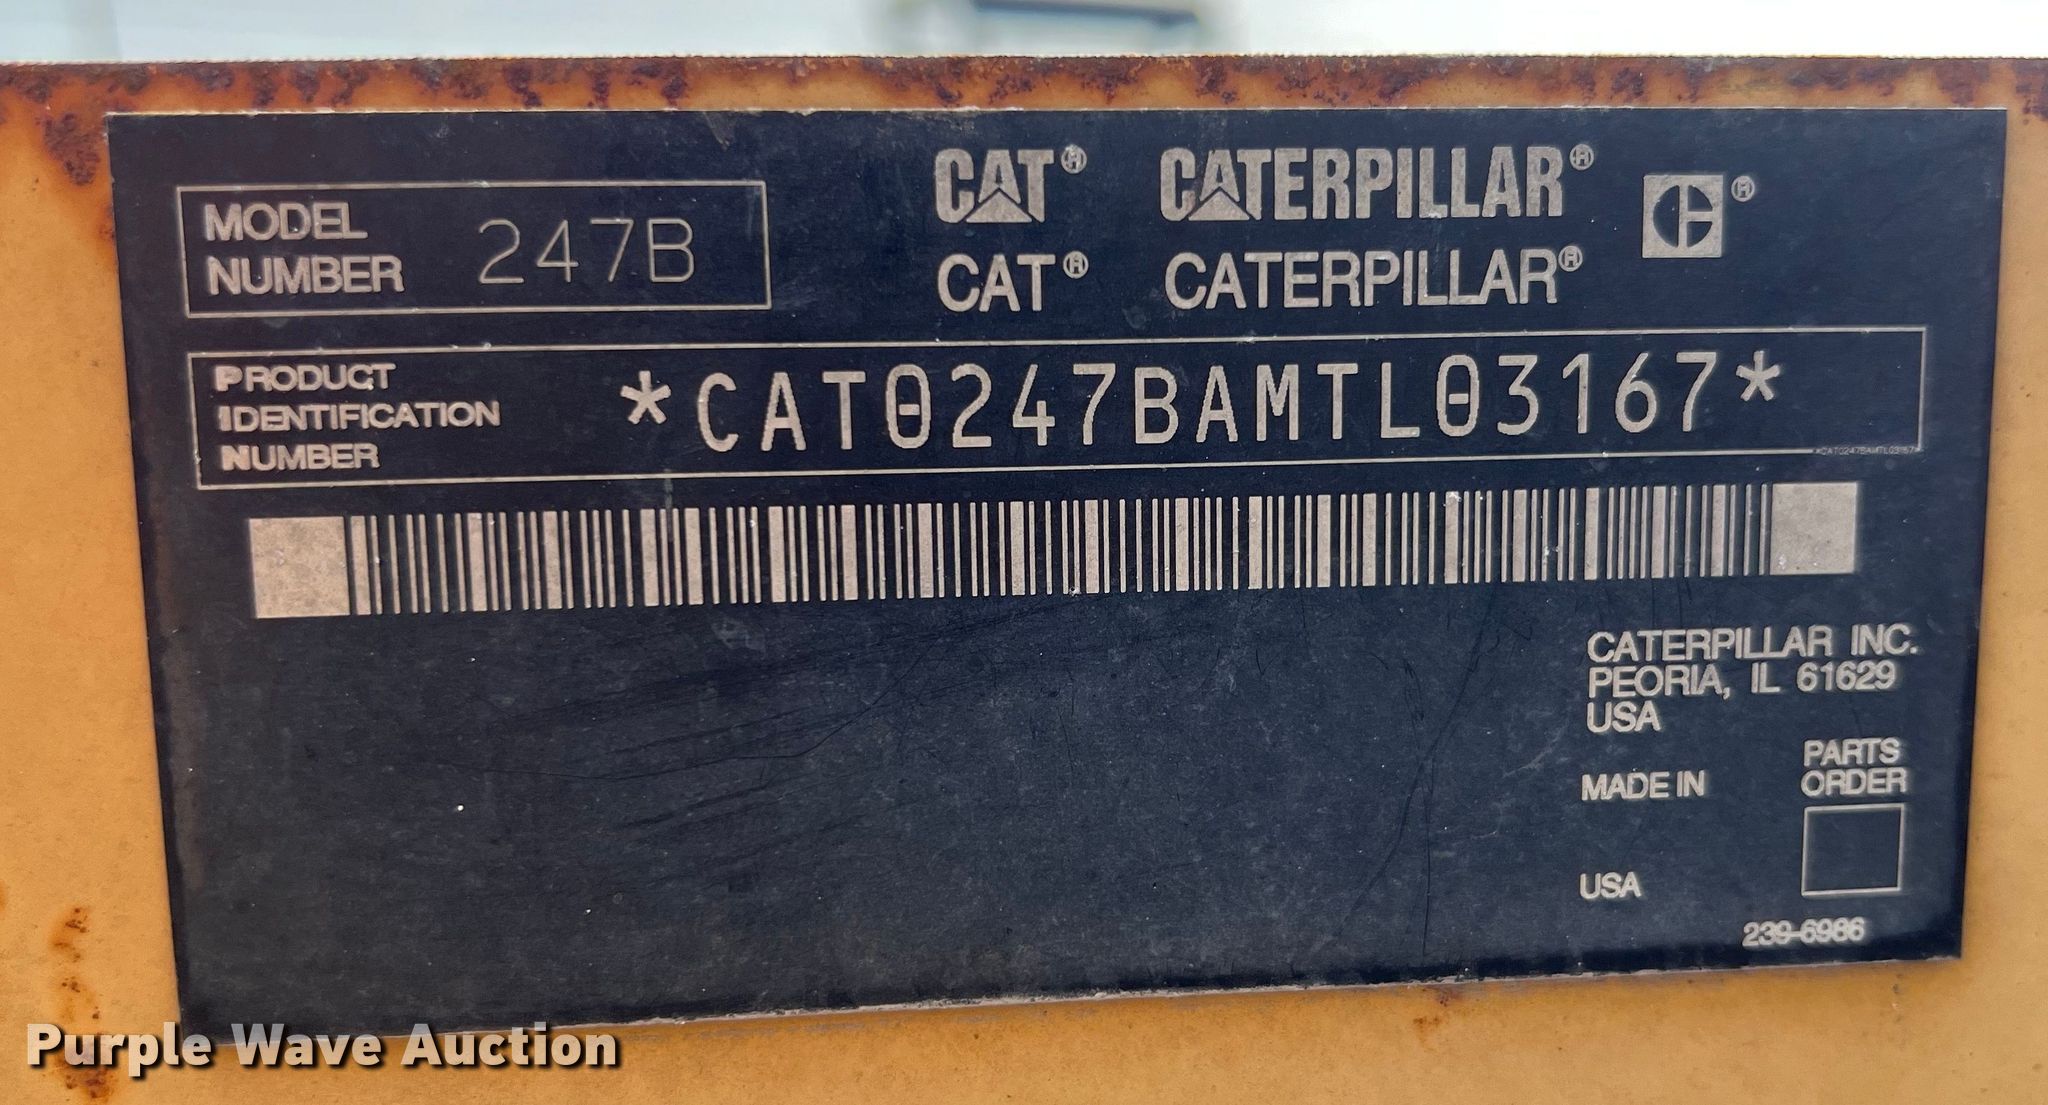 MODEL
NUMBER 247B
CAT® CATERPILLAR® ®
CAT® CATERPILLAR®
PRODUCT
IDENTIFICATION
NUMBER
*CAT0247BAMTL03167*
*CAT0247BAMTL03167*
CATERPILLAR INC.
PEORIA, IL 61629
USA
MADE IN
USA
PARTS
ORDER
239-6986
Purple Wave Auction